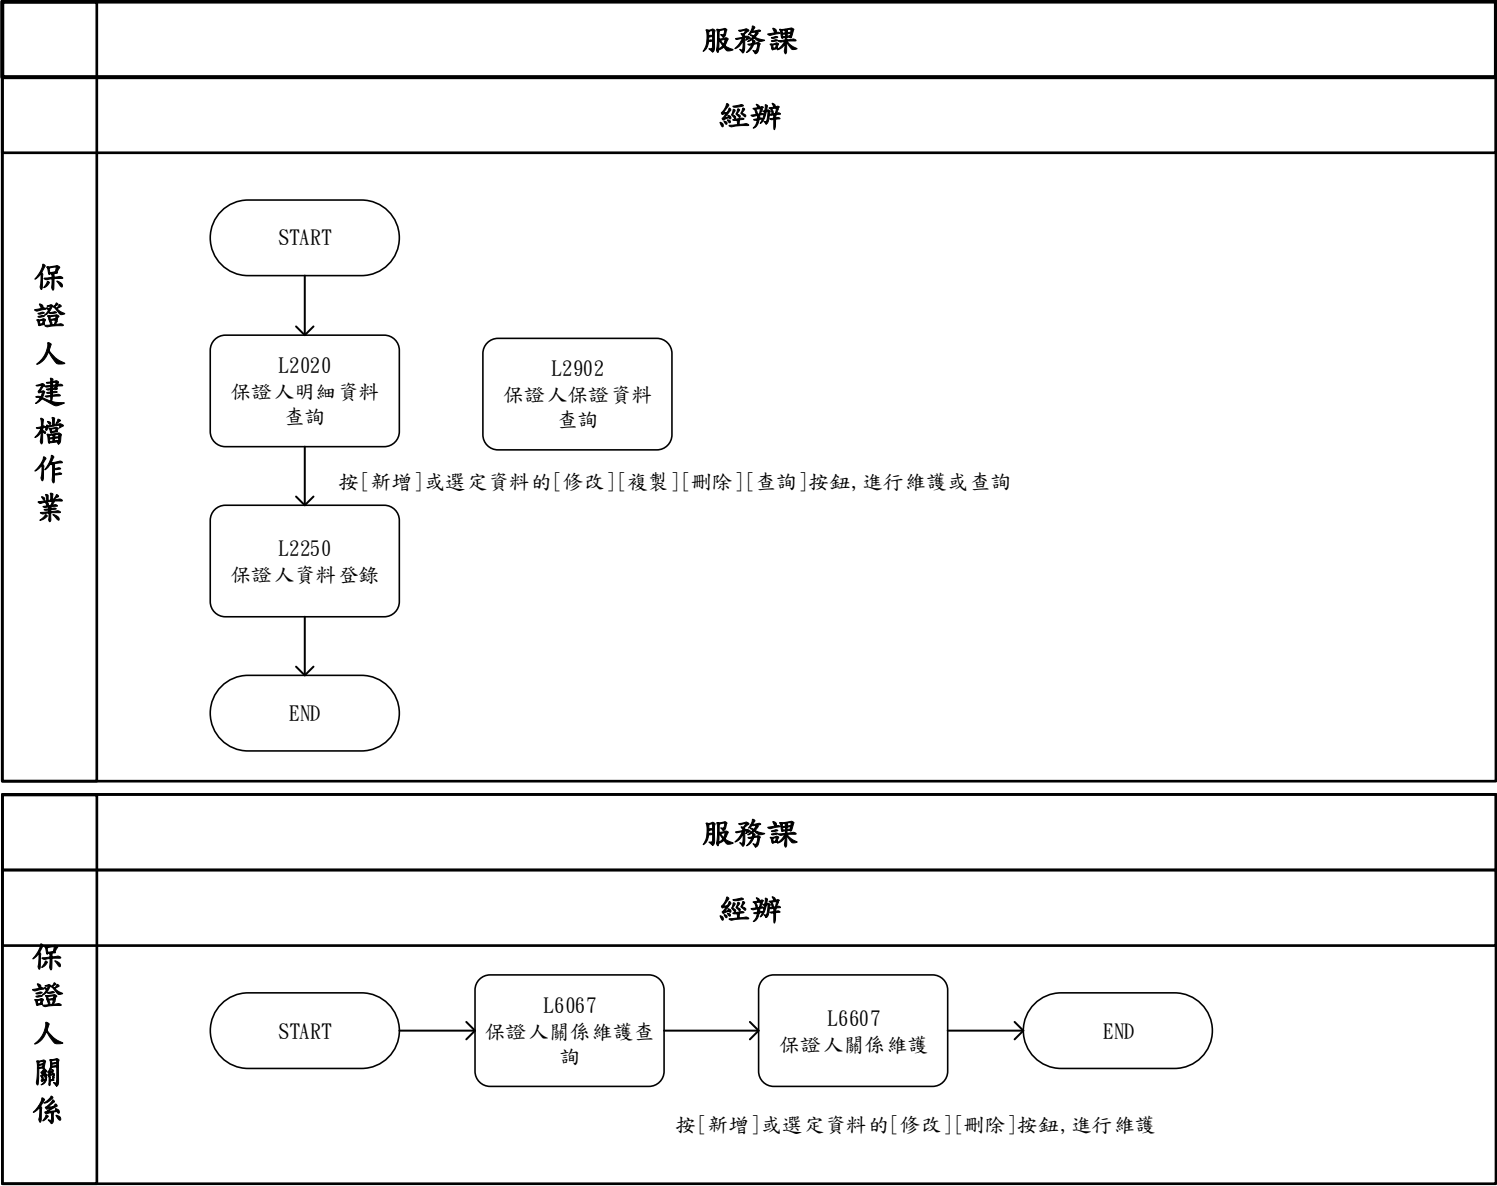 服務課
經辦
保證人建檔作業
START
L2020
保證人明細資料
查詢
L2902
保證人保證資料
查詢
按[新增]或選定資料的[修改][複製][刪除][查詢]按鈕,進行維護或查詢
L2250
保證人資料登錄
END
服務課
經辦
保證人關係
START
L6067
保證人關係維護查
詢
L6607
保證人關係維護
END
按[新增]或選定資料的[修改][刪除]按鈕,進行維護